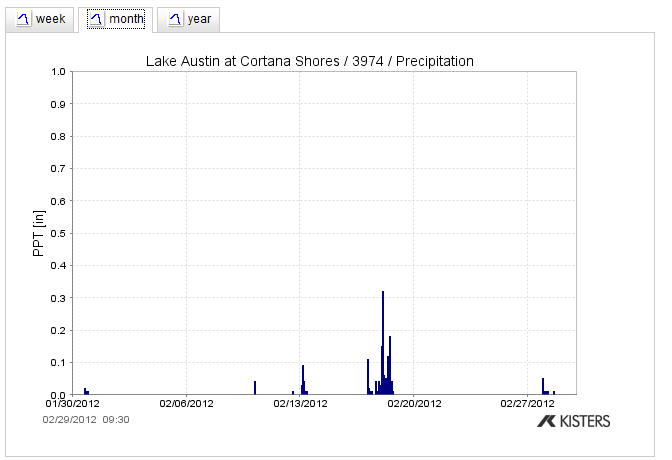 week month year
Lake Austin at Cortana Shores / 3974 / Precipitation
1.0
0.9
0.8
0.7
0.6
0.5
0.4
0.3
0.2
0.1
0.0
PPT [in]
01/30/2012 02/06/2012 02/13/2012 02/20/2012 02/27/2012
02/29/2012 09:30
KISTERS